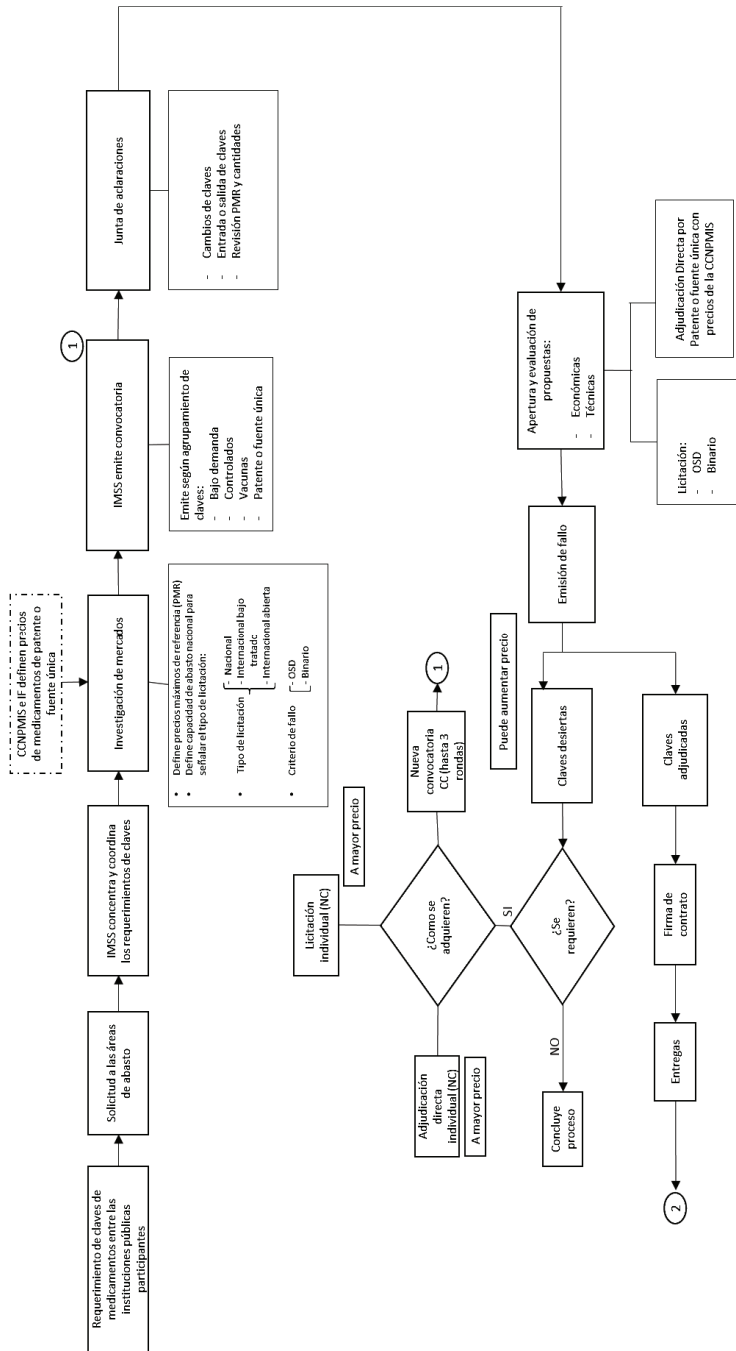 CCNPMIS e IF definen precios
de medicamentos de patente o
fuente única
Requerimiento de claves de
medicamentos entre las
instituciones públicas
participantes
Solicitud a las áreas
de abasto
IMSS concentra y coordina
los requerimientos de claves
Investigación de mercados
1
IMSS emite convocatoria
Junta de aclaraciones
• Define precios máximos de referencia (PMR)
• Define capacidad de abasto nacional para
señalar el tipo de licitación:
• Tipo de licitación
- Nacional
- Internacional bajo
tratadc
- Internacional abierta
• Criterio de fallo
- OSD
- Binario
Emite según agrupamiento de
claves:
- Bajo demanda
- Controlados
- Vacunas
- Patente o fuente única
- Cambios de claves
- Entrada o salida de claves
- Revisión PMR y cantidades
Licitación
individual (NC)
A mayor precio
Adjudicación
directa
individual (NC)
A mayor precio
¿Como se
adquieren?
Nueva
convocatoria
CC (hasta 3
rondas)
1
SI
Concluye
proceso
NO
¿Se
requieren?
Claves desiertas
Puede aumentar precio
Emisión de fallo
Apertura y evaluación de
propuestas:
- Económicas
- Técnicas
Licitación:
- OSD
- Binario
Adjudicación Directa por
Patente o fuente única con
precios de la CCNPMIS
2
Entregas
Firma de
contrato
Claves
adjudicadas